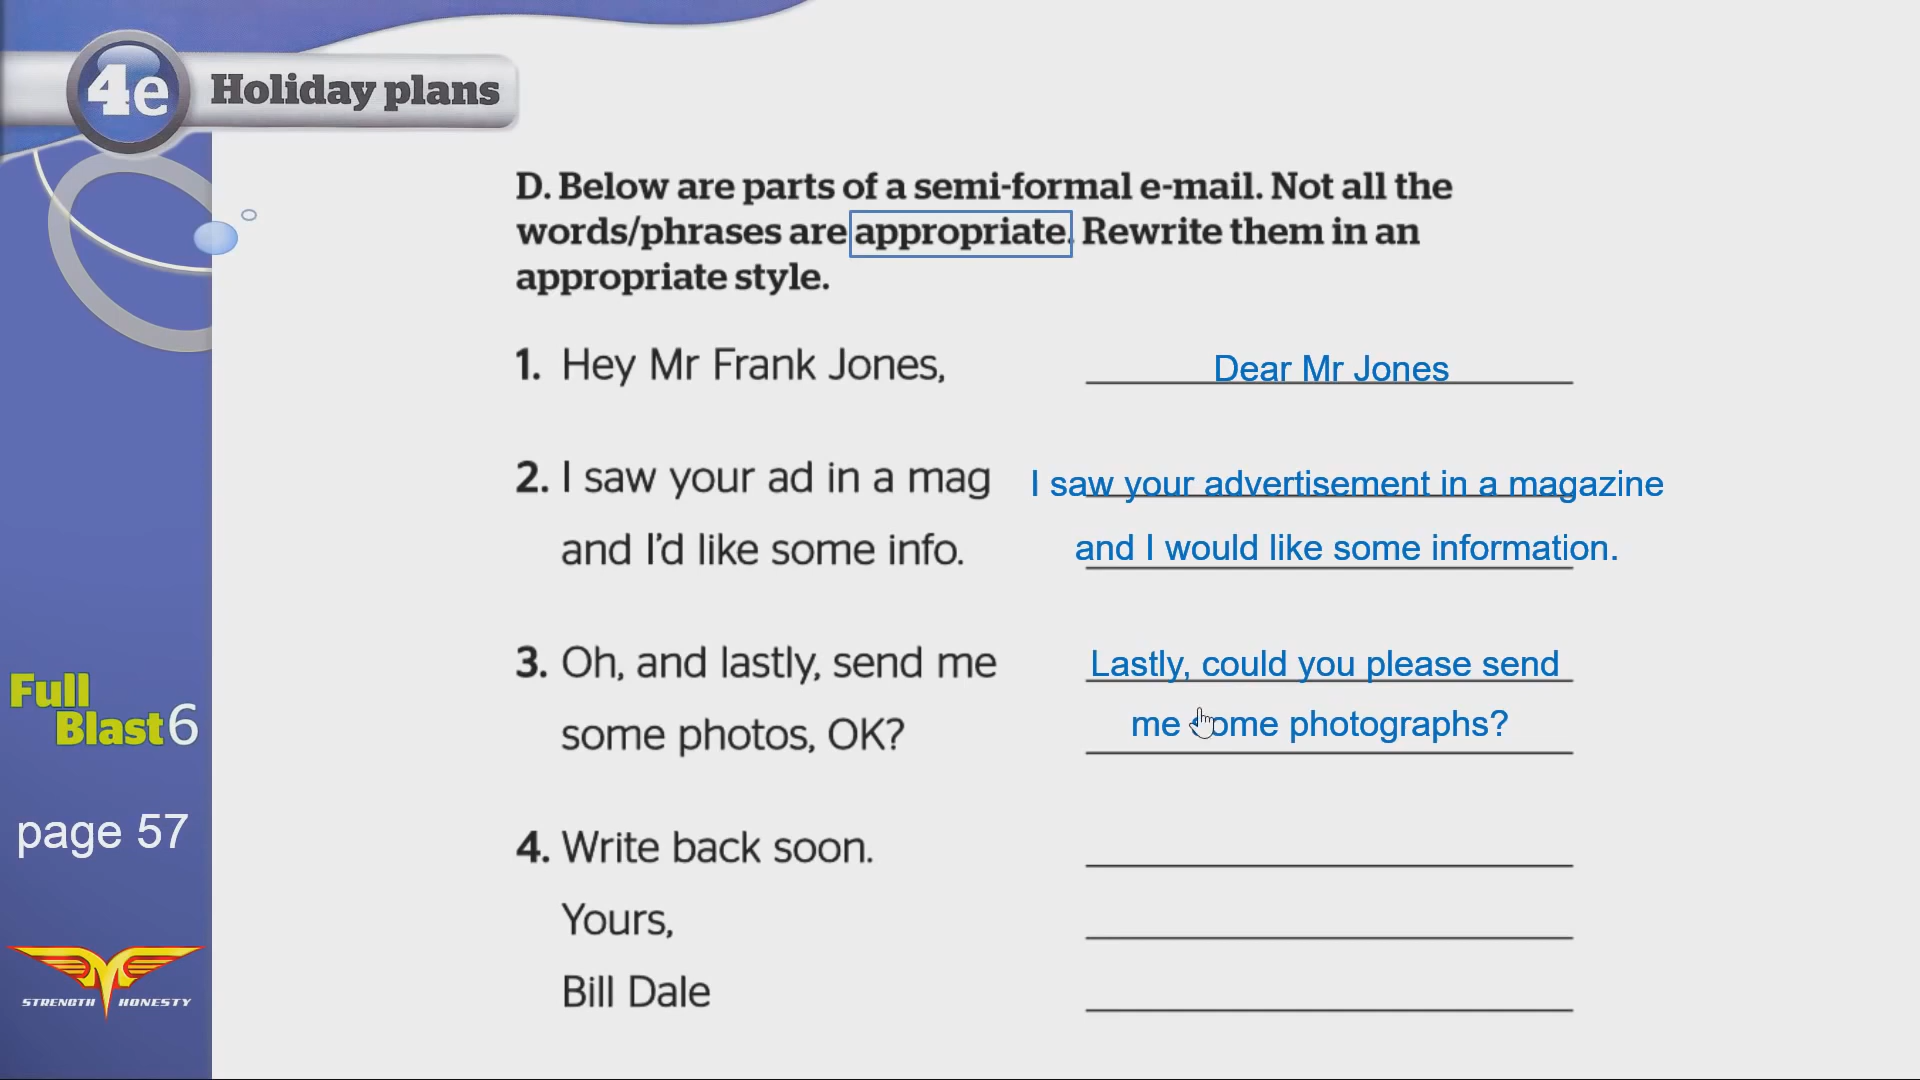 4e Holiday plans
D. Below are parts of a semi-formal e-mail. Not all the
words/phrases are appropriate. Rewrite them in an
appropriate style.
1. Hey Mr Frank Jones,
Dear Mr Jones
2. I saw your ad in a mag
and I'd like some info.
I saw your advertisement in a magazine
and I would like some information.
3. Oh, and lastly, send me
some photos, OK?
Lastly, could you please send
me some photographs?
4. Write back soon.
Yours,
Bill Dale
Full
Blast 6
page 57
STRENGTH HONESTY